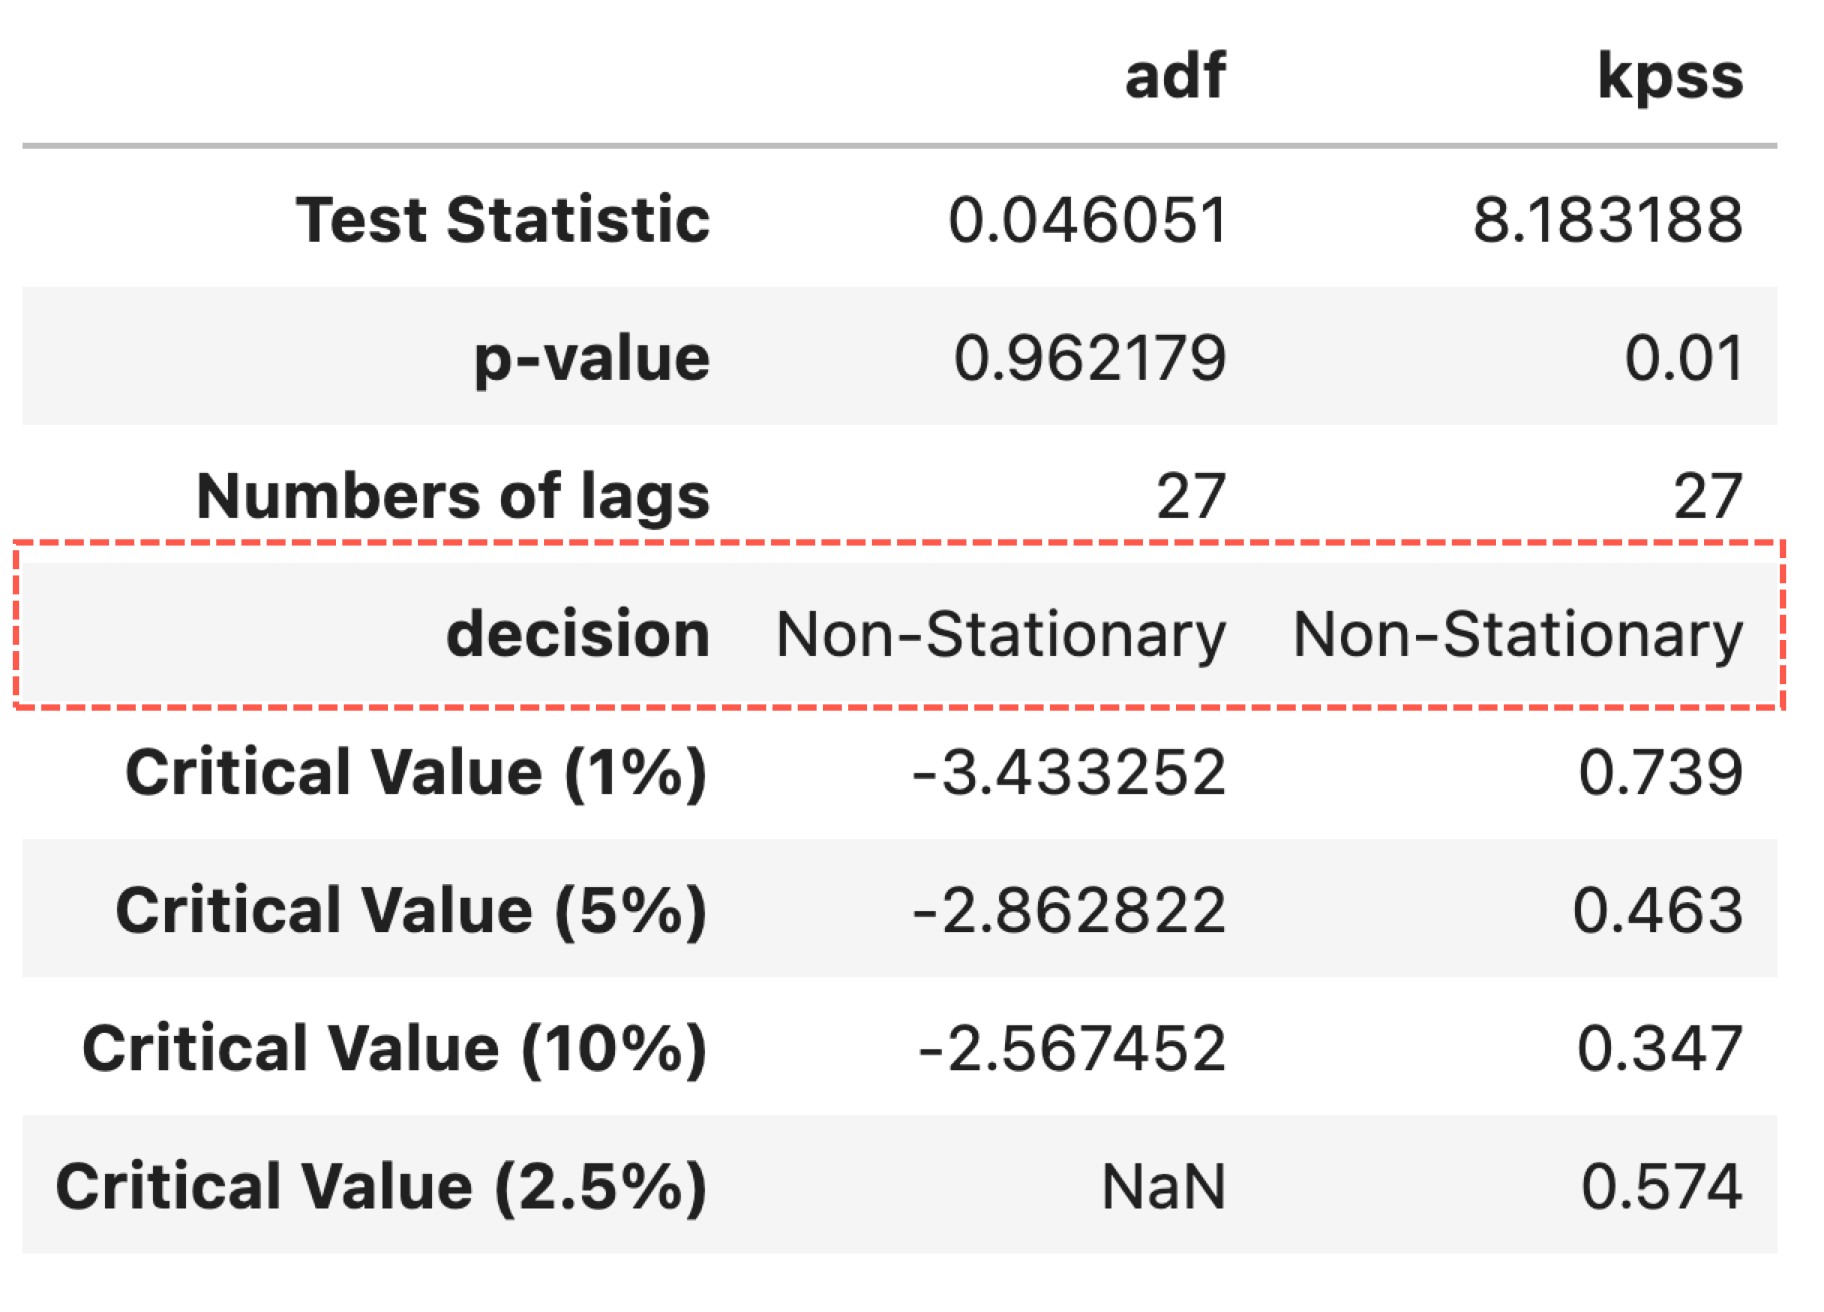 adf kpss
Test Statistic 0.046051 8.183188
p-value 0.962179 0.01
Numbers of lags 27 27
decision Non-Stationary Non-Stationary
Critical Value (1%) -3.433252 0.739
Critical Value (5%) -2.862822 0.463
Critical Value (10%) -2.567452 0.347
Critical Value (2.5%) NaN 0.574